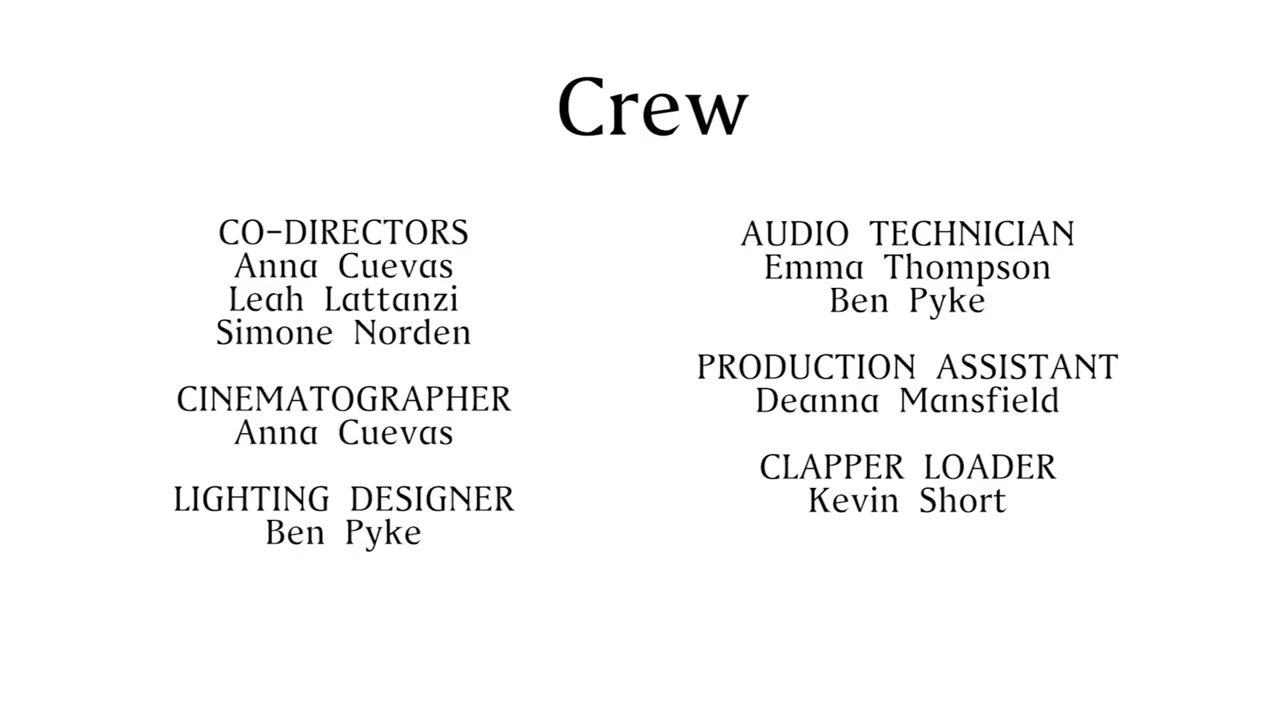 Crew
CO-DIRECTORS
Anna Cuevas
Leah Lattanzi
Simone Norden
CINEMATOGRAPHER
Anna Cuevas
LIGHTING DESIGNER
Ben Pyke
AUDIO TECHNICIAN
Emma Thompson
Ben Pyke
PRODUCTION ASSISTANT
Deanna Mansfield
CLAPPER LOADER
Kevin Short